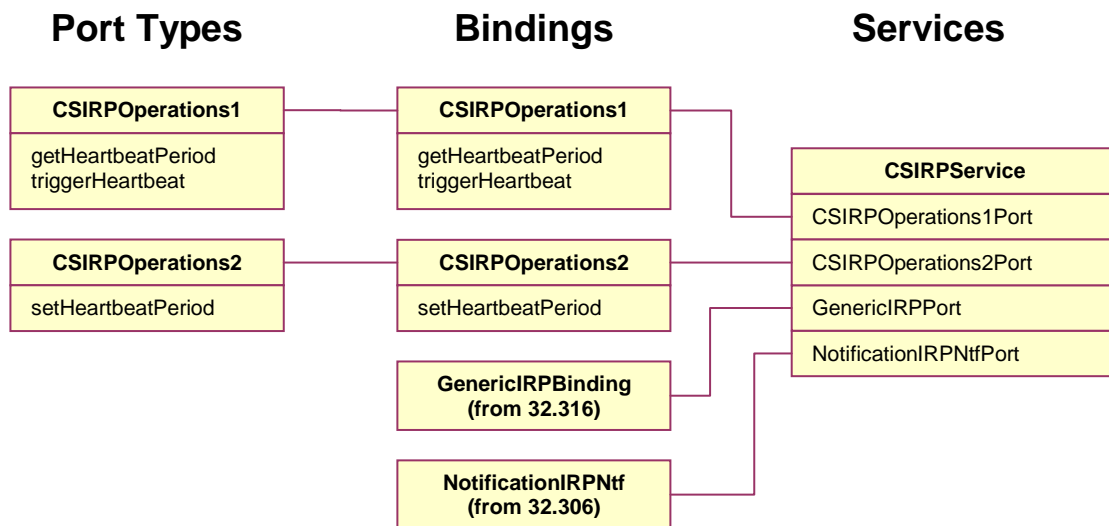 Port Types
Bindings
Services
CSIRPOperations1
getHeartbeatPeriod
triggerHeartbeat
CSIRPOperations2
setHeartbeatPeriod
CSIRPOperations1
getHeartbeatPeriod
triggerHeartbeat
CSIRPOperations2
setHeartbeatPeriod
GenericIRPBinding
(from 32.316)
NotificationIRPNtf
(from 32.306)
CSIRPService
CSIRPOperations1Port
CSIRPOperations2Port
GenericIRPPort
NotificationIRPNtfPort